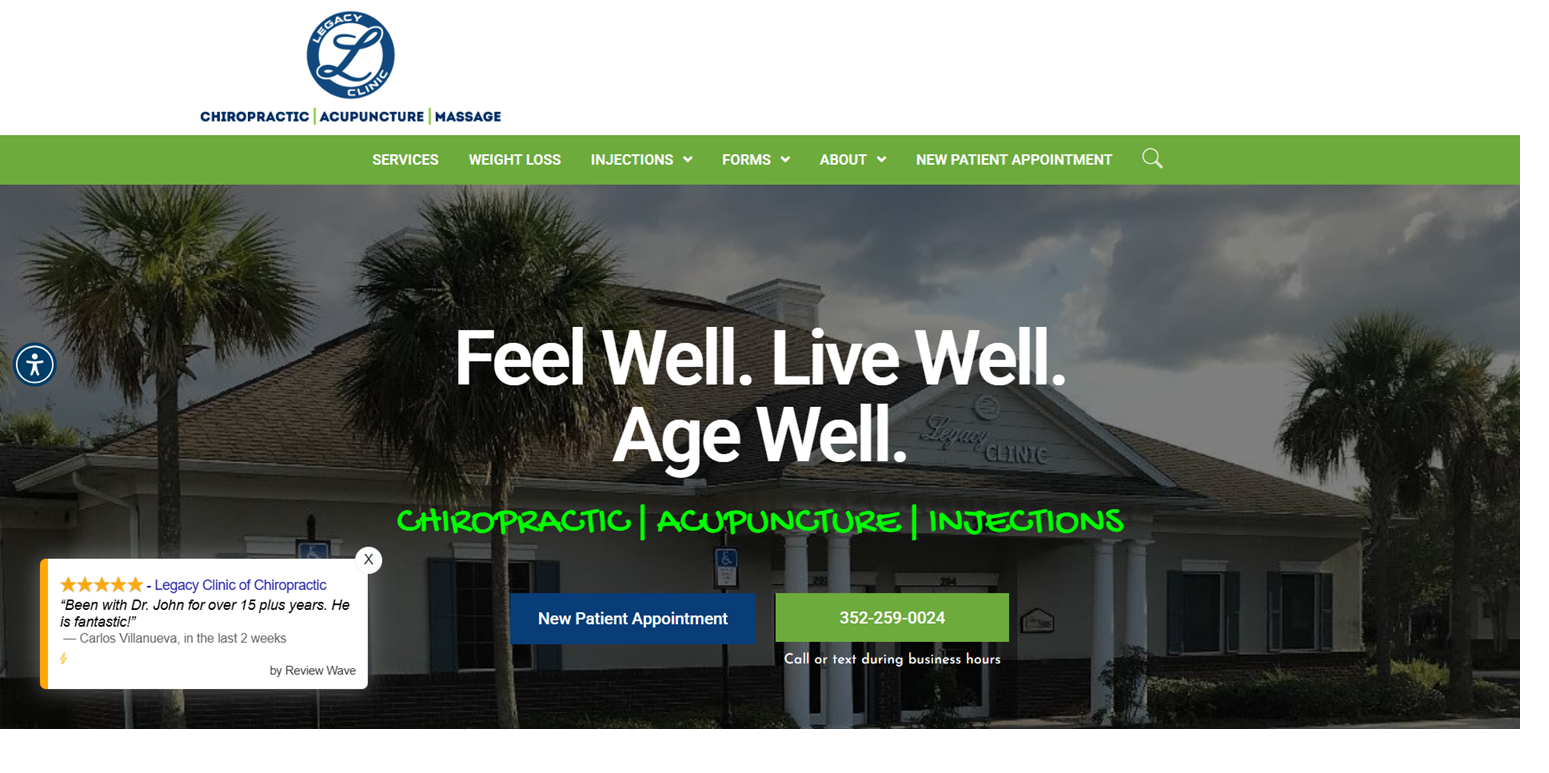 LEGACY
L
CLINIC
CHIROPRACTIC | ACUPUNCTURE | MASSAGE
SERVICES WEIGHT LOSS INJECTIONS FORMS ABOUT NEW PATIENT APPOINTMENT
Feel Well. Live Well.
Age Well.
Legacy
CLINIC
CHIROPRACTIC | ACUPUNCTURE | INJECTIONS
294
New Patient Appointment
352-259-0024
Call or text during business hours
X
★★★★★ - Legacy Clinic of Chiropractic
“Been with Dr. John for over 15 plus years. He
is fantastic!”
— Carlos Villanueva, in the last 2 weeks
by Review Wave